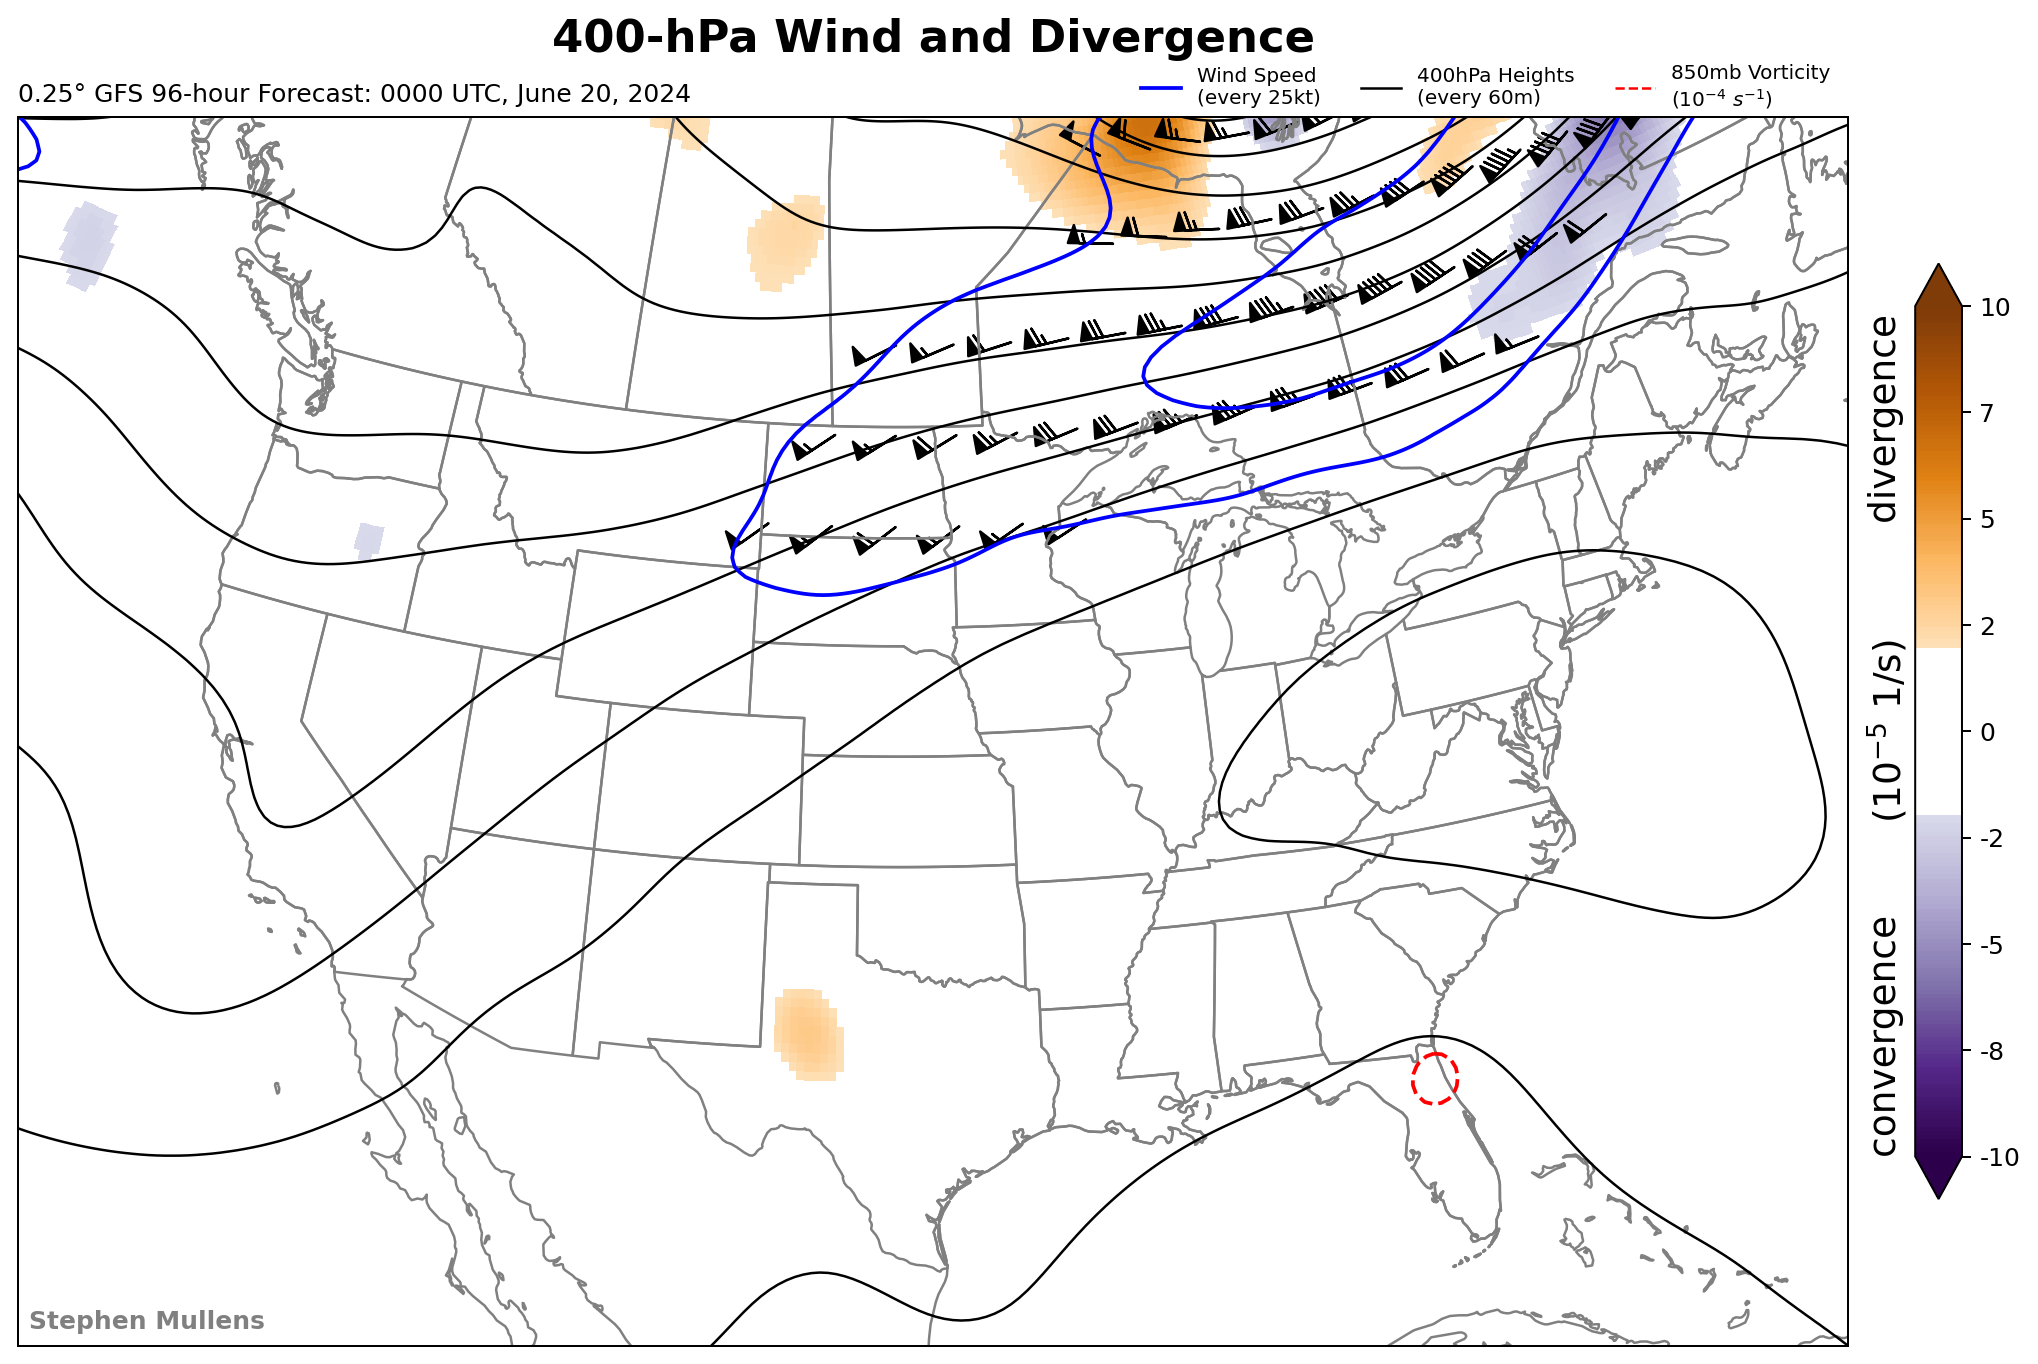 400-hPa Wind and Divergence
0.25° GFS 96-hour Forecast: 0000 UTC, June 20, 2024
Wind Speed
(every 25kt)
400hPa Heights
(every 60m)
850mb Vorticity
(10⁻⁴ s⁻¹)
10
7
5
2
0
-2
-5
-8
-10
convergence (10⁻⁵ 1/s) divergence
Stephen Mullens